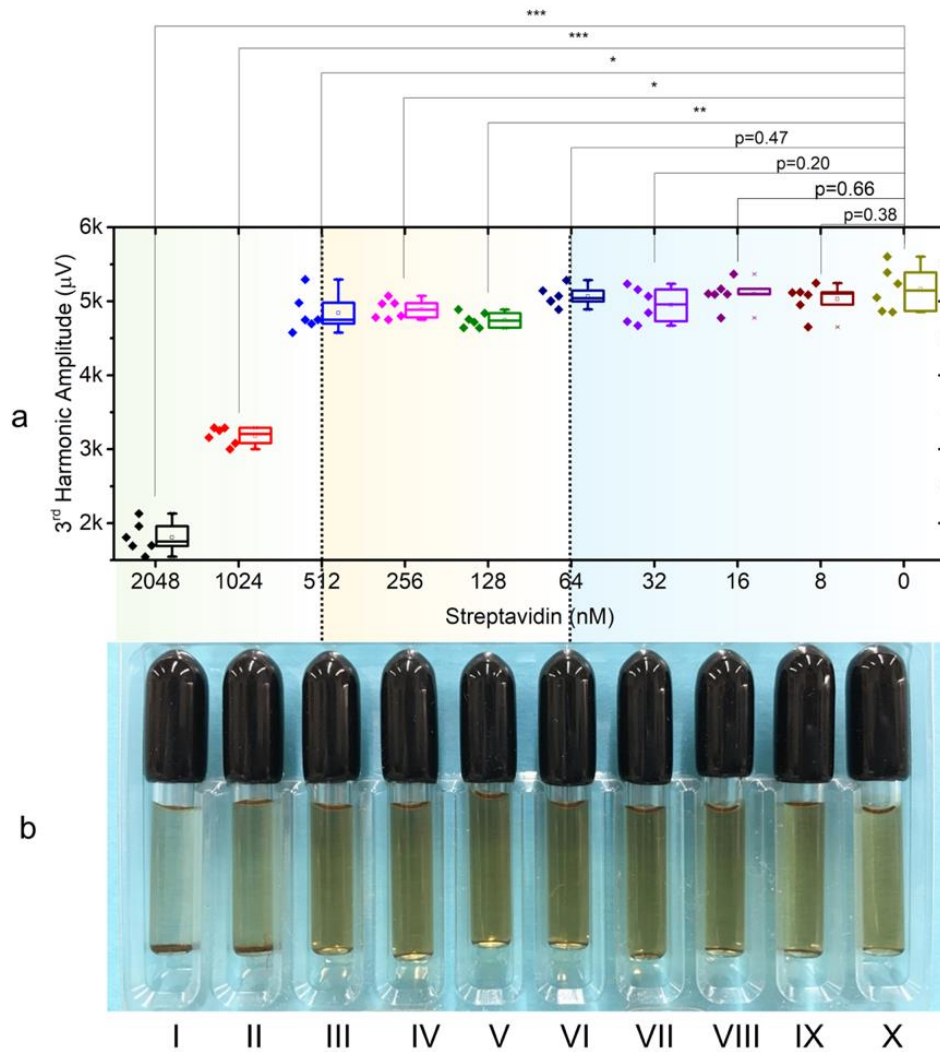 ***
***
*
*
**
p=0.47
p=0.20
p=0.66
p=0.38
a
3rd Harmonic Amplitude (µV)
6k
5k
4k
3k
2k
2048 1024 512 256 128 64 32 16 8 0
Streptavidin (nM)
b
I II III IV V VI VII VIII IX X